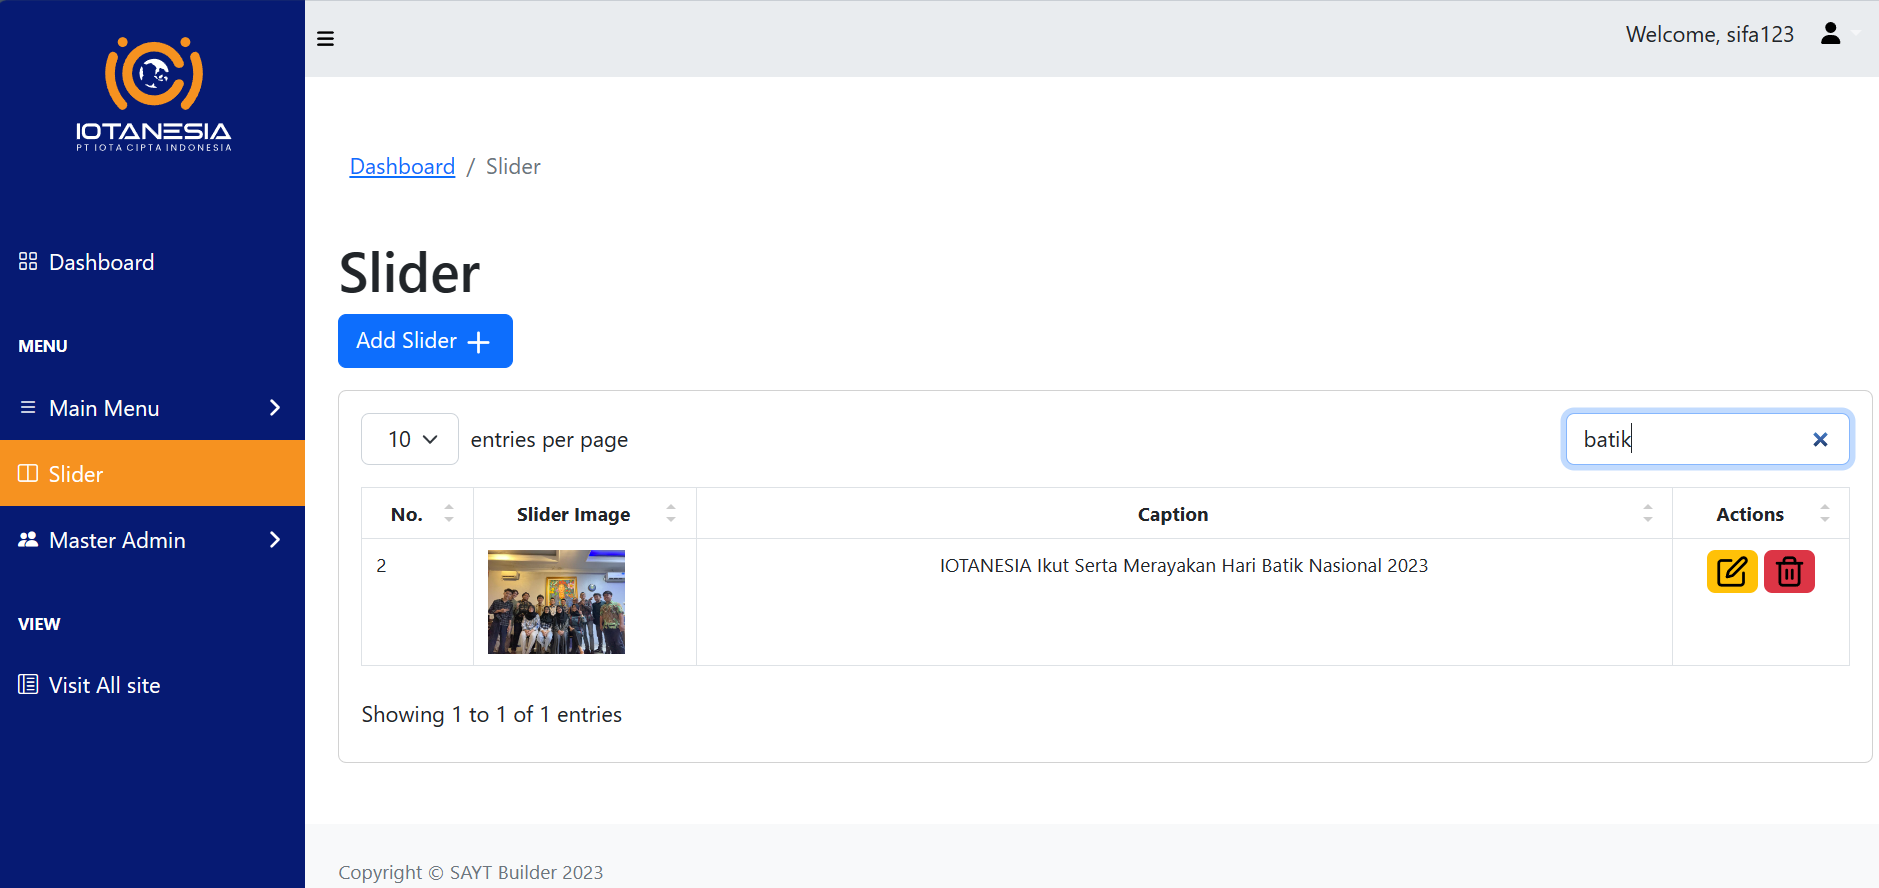 IOTANESIA
PT IOTA CIPTA INDONESIA
Dashboard
MENU
Main Menu
Slider
Master Admin
VIEW
Visit All site
Welcome, sifa123
Dashboard / Slider
Slider
Add Slider
10 entries per page
batik
No. Slider Image Caption Actions
2 IOTANESIA Ikut Serta Merayakan Hari Batik Nasional 2023
Showing 1 to 1 of 1 entries
Copyright © SAYT Builder 2023